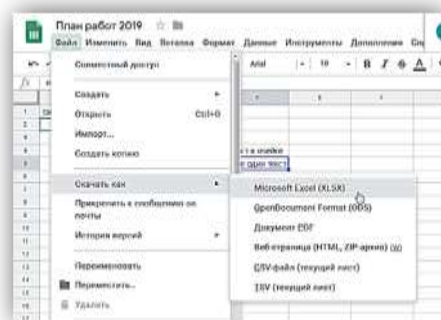 План работ 2019
Файл Изменить Вид Вставка Формат Данные Инструменты Дополнения
Arial 10 B
Совместный доступ
Создать
Открыть Ctrl+O
Импорт...
Создать копию
Скачать как
Microsoft Excel (XLSX)
Прикрепить к сообщению эл. почты
OpenDocument Format (ODS)
Документ PDF
История версий
Веб-страница (HTML, ZIP-архив)
Переименовать
CSV-файл (текущий лист)
Переместить...
TSV (текущий лист)
Удалить